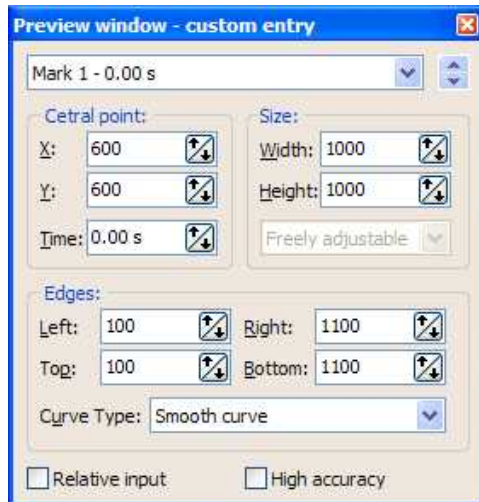 Preview window - custom entry
Mark 1 - 0.00 s
Cetral point: Size:
X: 600 Width: 1000
Y: 600 Height: 1000
Time: 0.00 s Freely adjustable
Edges:
Left: 100 Right: 1100
Top: 100 Bottom: 1100
Curve Type: Smooth curve
Relative input High accuracy